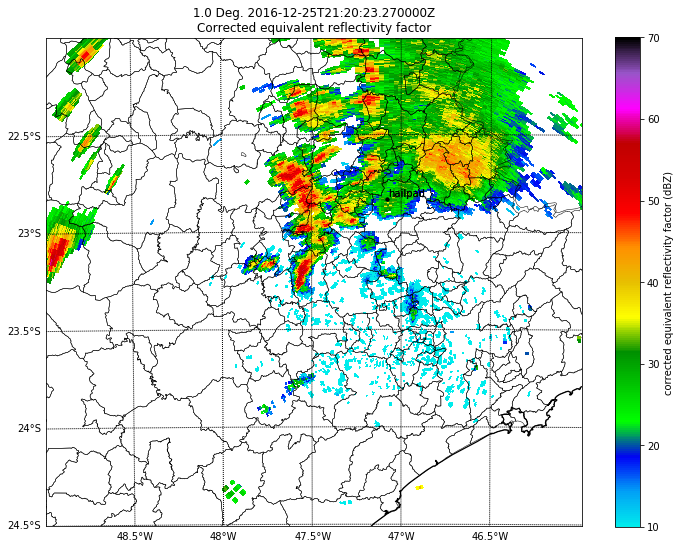 1.0 Deg. 2016-12-25T21:20:23.270000Z
Corrected equivalent reflectivity factor
22.5°S
23°S
23.5°S
24°S
24.5°S
48.5°W
48°W
47.5°W
47°W
46.5°W
hailpad
70
60
50
40
30
20
10
corrected equivalent reflectivity factor (dBZ)